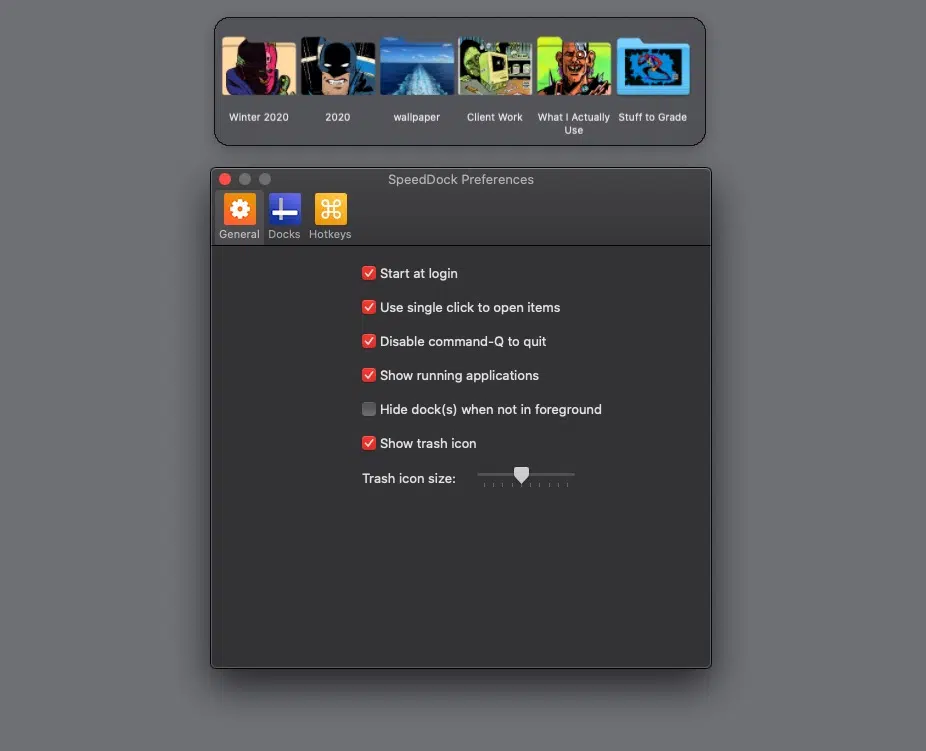 Winter 2020
2020
wallpaper
Client Work
What I Actually
Use
Stuff to Grade
SpeedDock Preferences
General
Docks
Hotkeys
Start at login
Use single click to open items
Disable command-Q to quit
Show running applications
Hide dock(s) when not in foreground
Show trash icon
Trash icon size: